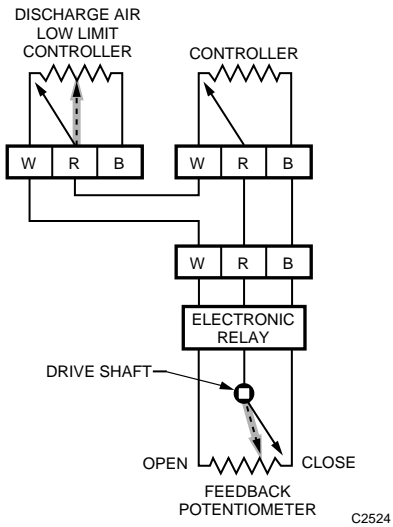 DISCHARGE AIR
LOW LIMIT
CONTROLLER
CONTROLLER
W R B
W R B
W R B
ELECTRONIC
RELAY
DRIVE SHAFT
OPEN
CLOSE
FEEDBACK
POTENTIOMETER
C2524